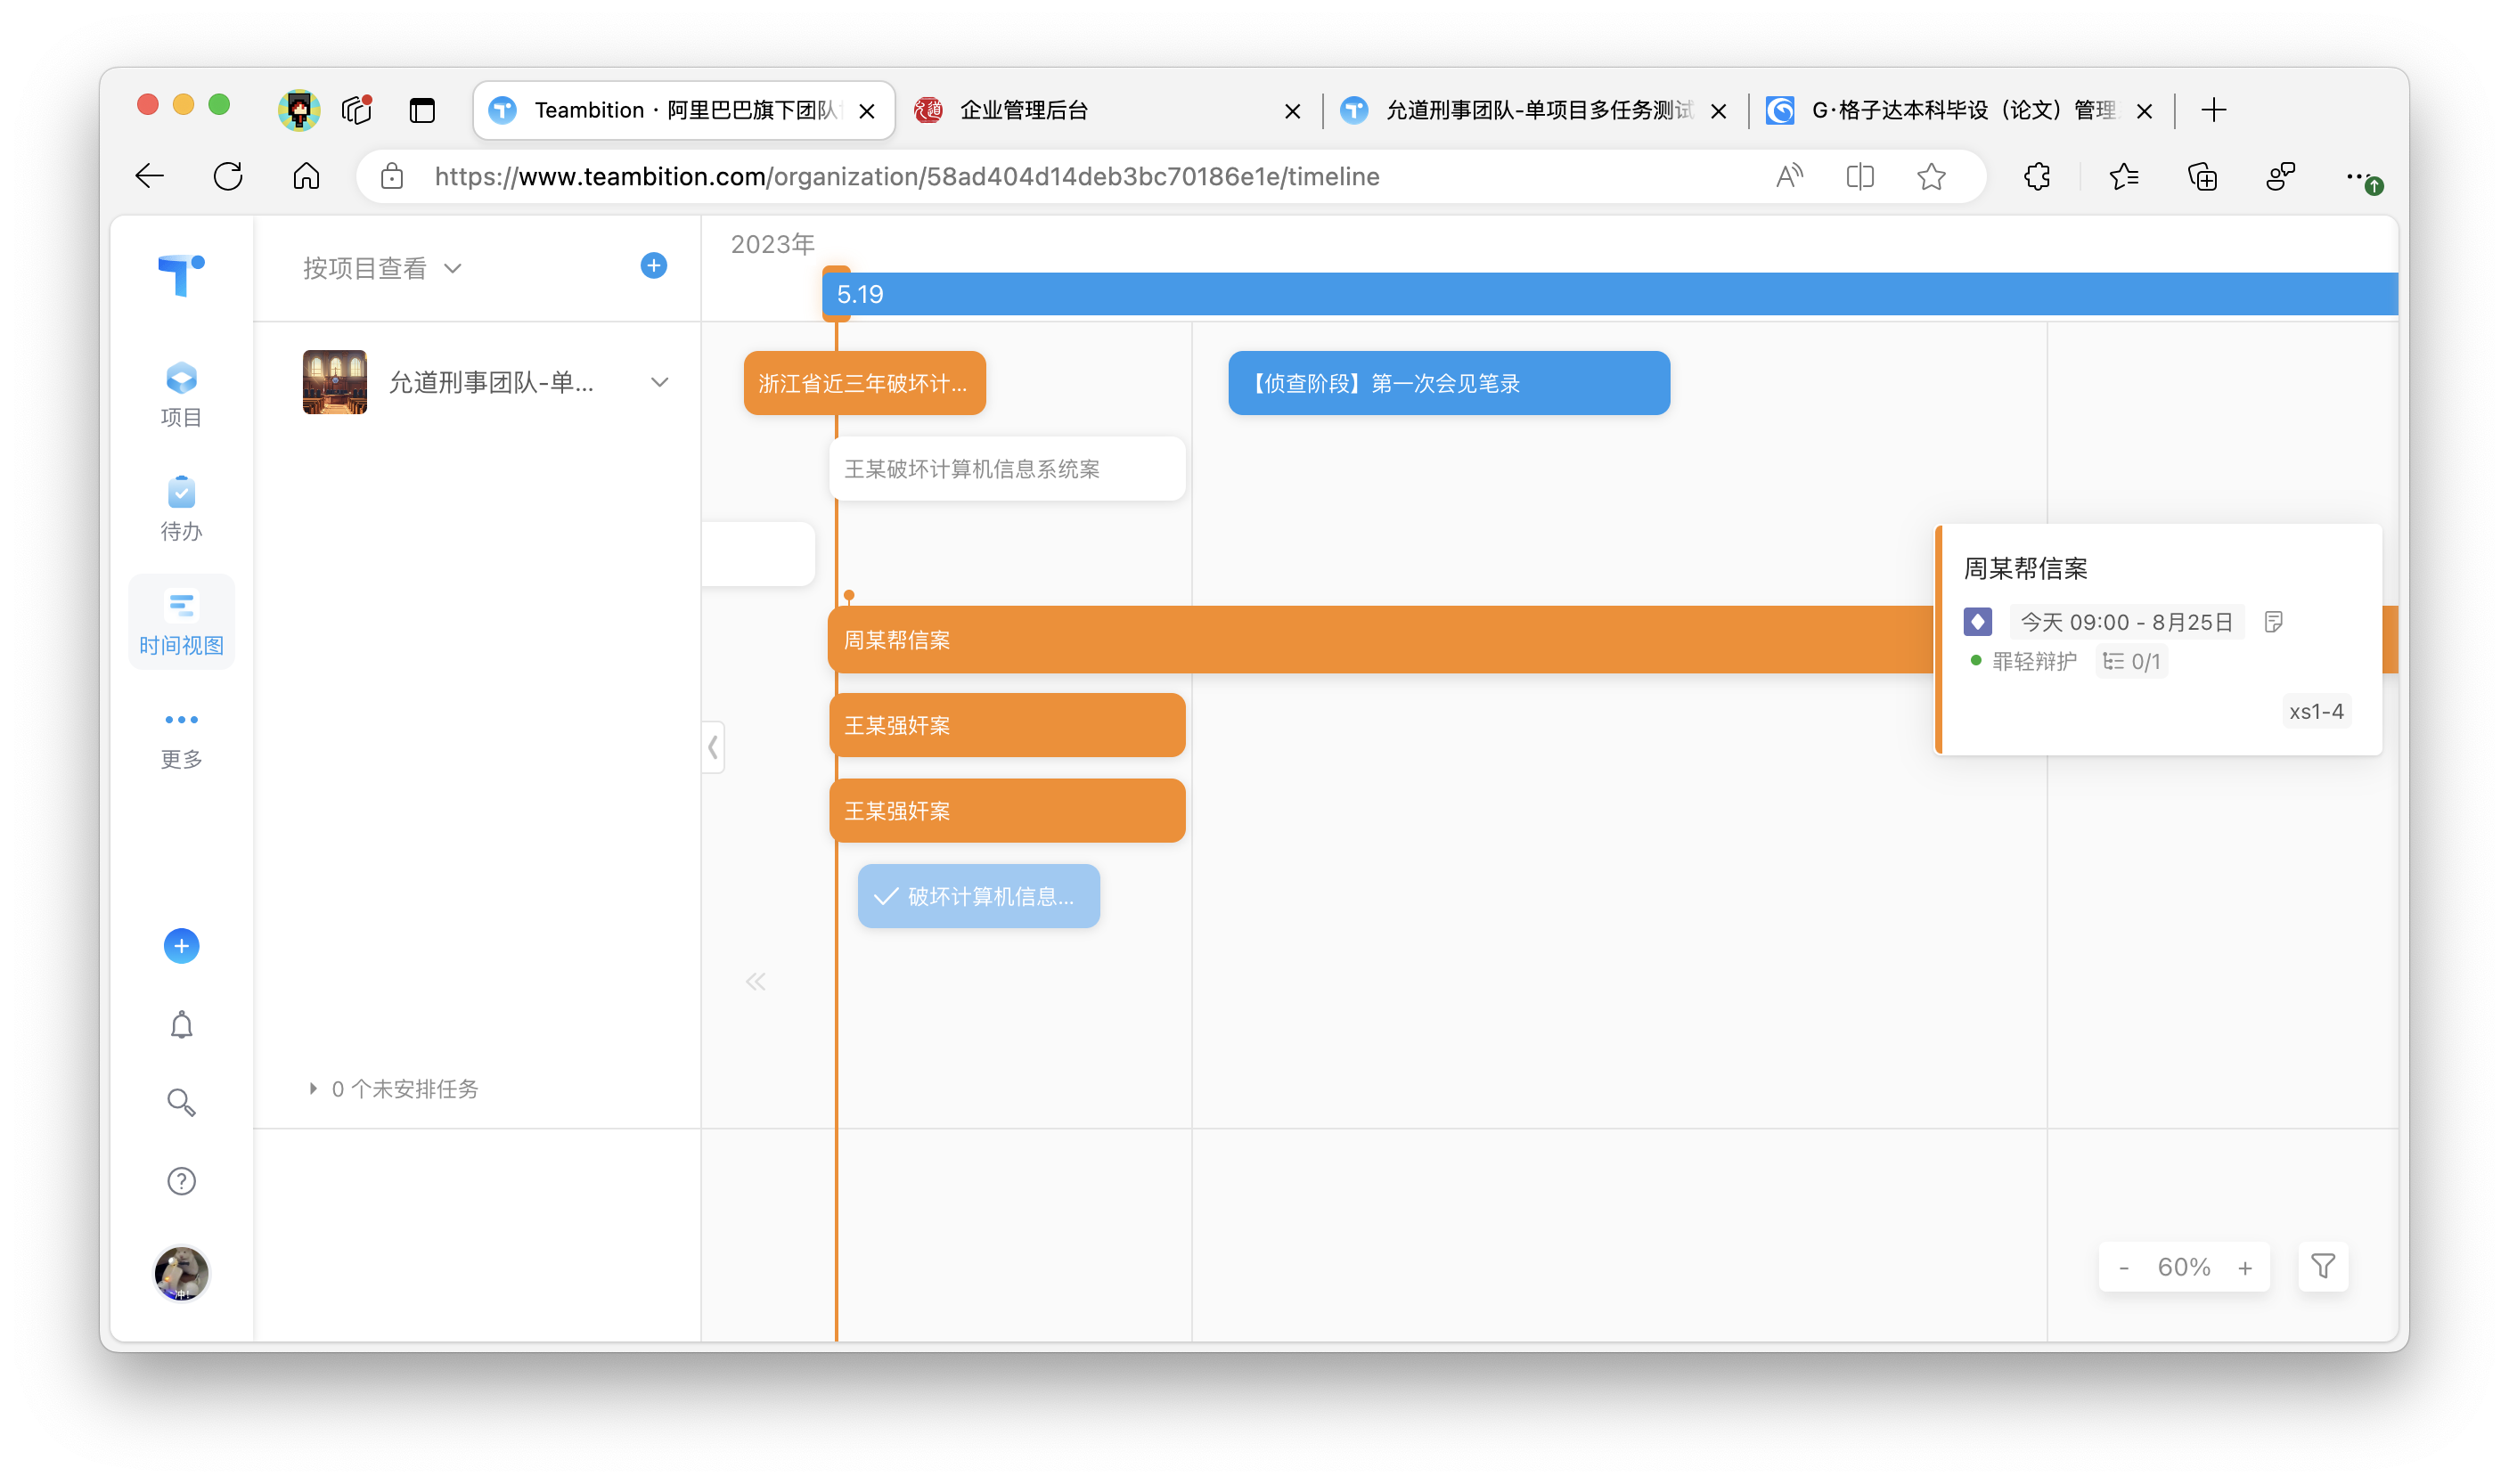 Teambition · 阿里巴巴旗下团队
企业管理后台
允道刑事团队-单项目多任务测试
G·格子达本科毕设（论文）管理
https://www.teambition.com/organization/58ad404d14deb3bc70186e1e/timeline
按项目查看
2023年
5.19
项目
待办
时间视图
更多
允道刑事团队-单...
浙江省近三年破坏计...
【侦查阶段】第一次会见笔录
王某破坏计算机信息系统案
周某帮信案
周某帮信案
今天 09:00 - 8月25日
罪轻辩护
0/1
xs1-4
王某强奸案
王某强奸案
破坏计算机信息...
0 个未安排任务
冲!
- 60% +